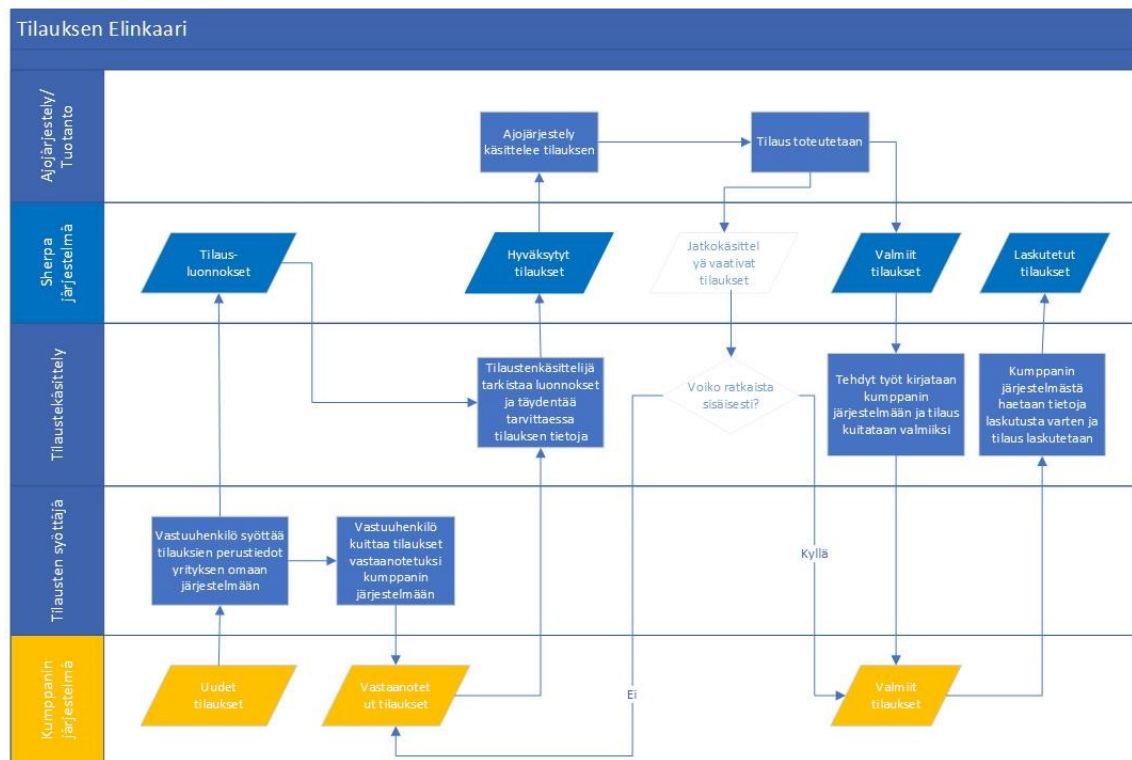 Tilauksen Elinkaari
Ajojärjestely/
Tuotanto
Ajojärjestely
käsittelee tilauksen
Tilaus toteutetaan
Sherpa
järjestelmä
Tilaus-
luonnokset
Hyväksytyt
tilaukset
Jatkokäsittel
yä vaativat
tilaukset
Valmiit
tilaukset
Laskutetut
tilaukset
Tilaustekäsittely
Tilaustenkäsittelijä
tarkistaa luonnokset
ja täydentää
tarvittaessa
tilauksen tietoja
Voiko ratkaista
sisäisesti?
Tehdyt työt kirjataan
kumppanin
järjestelmään ja tilaus
kuitataan valmiiksi
Kumppanin
järjestelmästä
haetaan tietoja
laskutusta varten ja
tilaus laskutetaan
Tilausten syöttäjä
Vastuuhenkilö syöttää
tilauksien perustiedot
yrityksen omaan
järjestelmään
Vastuuhenkilö
kuittaa tilaukset
vastaanotetuksi
kumppanin
järjestelmään
Kyllä
Kumppanin
järjestelmä
Uudet
tilaukset
Vastaanotet
ut tilaukset
Ei
Valmiit
tilaukset